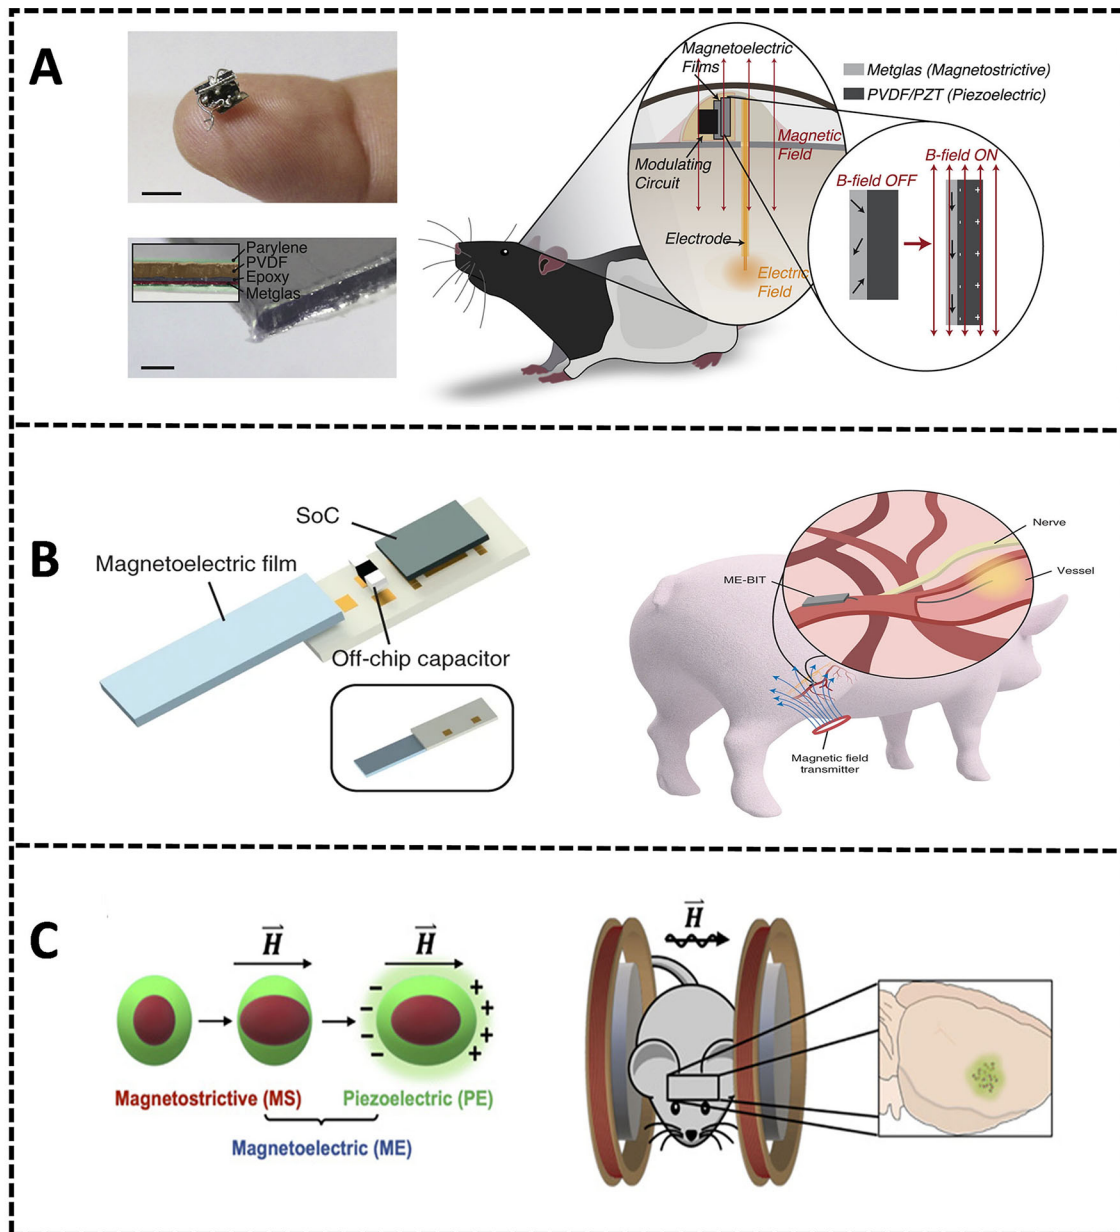 A
Parylene
PVDF
Epoxy
Metglas
Magnetoelectric
Films
Magnetic
Field
Modulating
Circuit
Electrode
Electric
Field
Metglas (Magnetostrictive)
PVDF/PZT (Piezoelectric)
B-field OFF
B-field ON
- +
- +
- +
B
Magnetoelectric film
SoC
Off-chip capacitor
ME-BIT
Nerve
Vessel
Magnetic field
transmitter
C
H
H
- +
- +
- +
- +
Magnetostrictive (MS)
Piezoelectric (PE)
Magnetoelectric (ME)
H